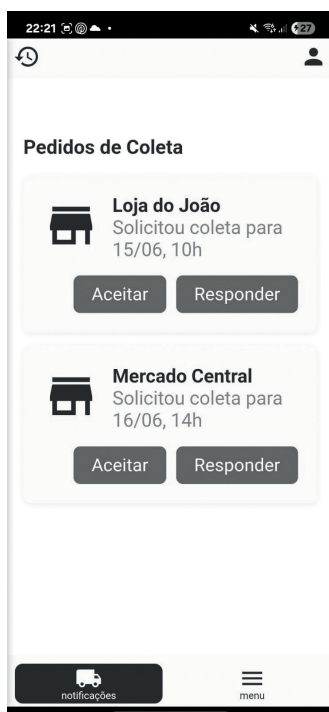 22:21
27
Pedidos de Coleta
Loja do João
Solicitou coleta para
15/06, 10h
Aceitar Responder
Mercado Central
Solicitou coleta para
16/06, 14h
Aceitar Responder
notificações menu